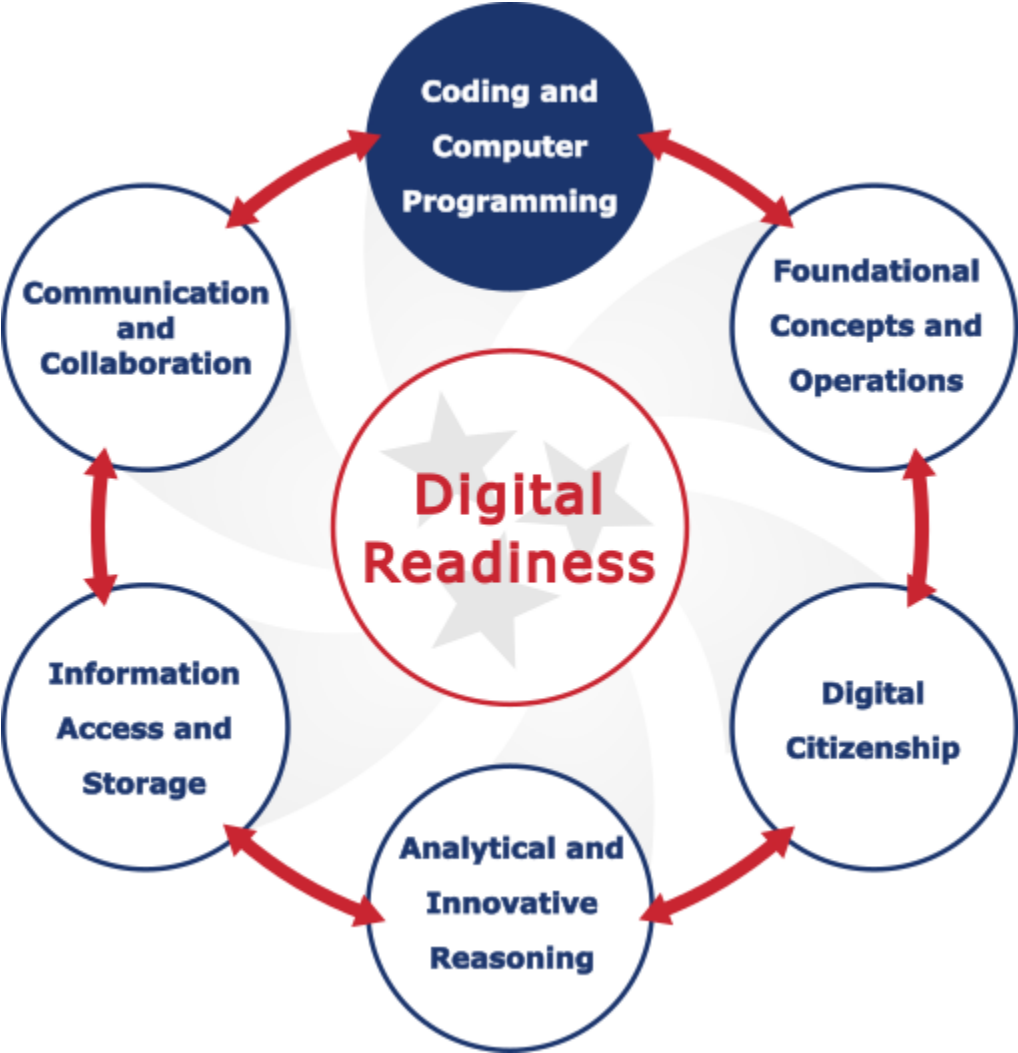 Coding and
Computer
Programming
Foundational
Concepts and
Operations
Digital
Citizenship
Analytical and
Innovative
Reasoning
Information
Access and
Storage
Communication
and
Collaboration
Digital
Readiness